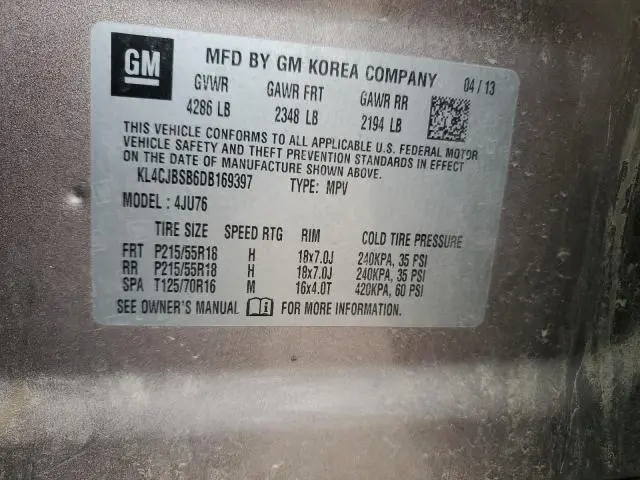 GM
MFD BY GM KOREA COMPANY 04/13
GVWR GAWR FRT GAWR RR
4286 LB 2348 LB 2194 LB
THIS VEHICLE CONFORMS TO ALL APPLICABLE U.S. FEDERAL MOTOR
VEHICLE SAFETY AND THEFT PREVENTION STANDARDS IN EFFECT
ON THE DATE OF MANUFACTURE SHOWN ABOVE.
KL4CJBSB6DB169397 TYPE: MPV
MODEL: 4JU76
TIRE SIZE SPEED RTG RIM COLD TIRE PRESSURE
FRT P215/55R18 H 18x7.0J 240KPA, 35 PSI
RR P215/55R18 H 18x7.0J 240KPA, 35 PSI
SPA T125/70R16 M 16x4.0T 420KPA, 60 PSI
SEE OWNER'S MANUAL FOR MORE INFORMATION.